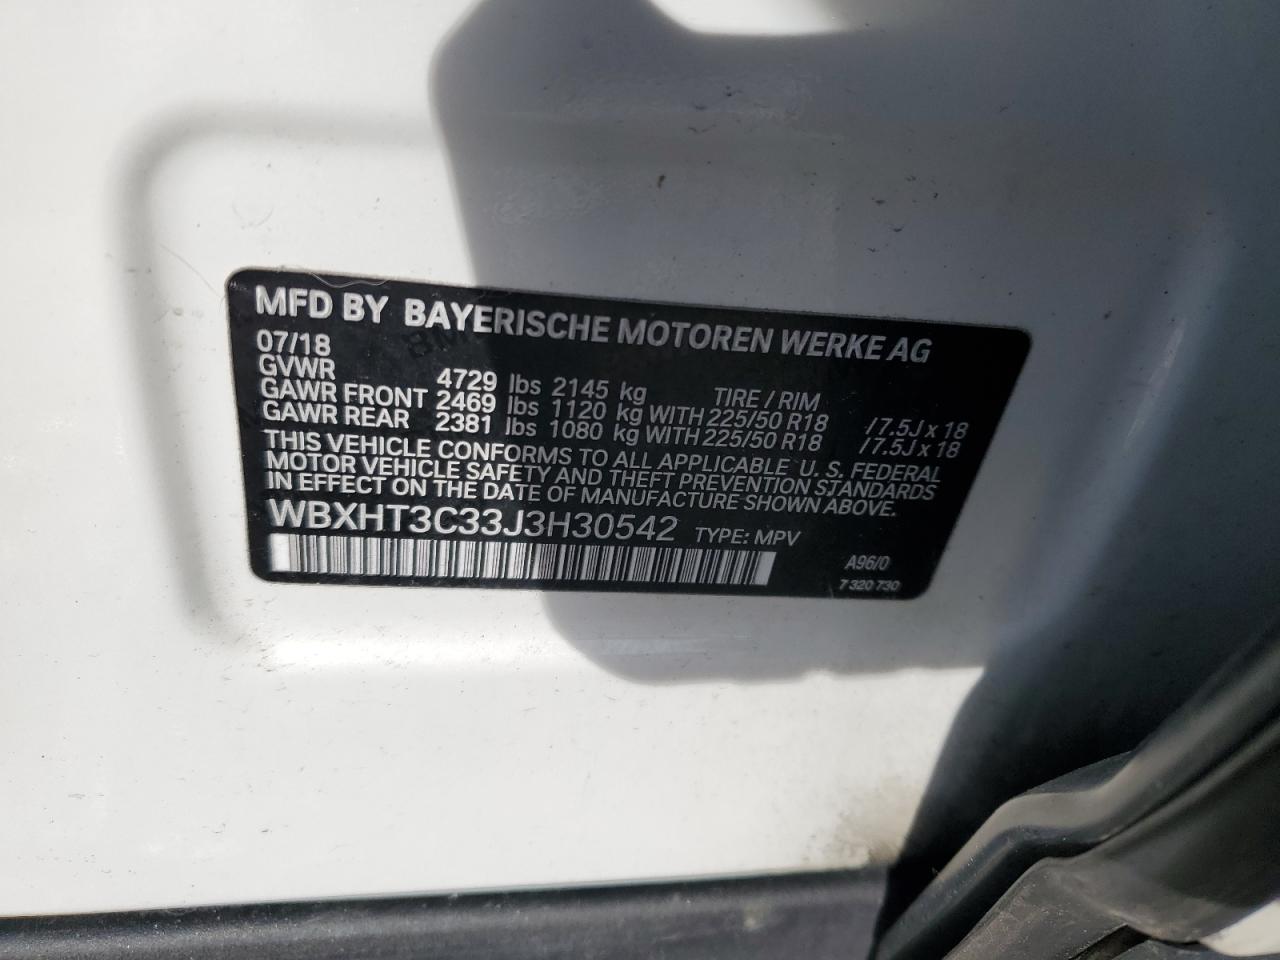 MFD BY BAYERISCHE MOTOREN WERKE AG
07/18
GVWR 4729 lbs 2145 kg TIRE / RIM
GAWR FRONT 2469 lbs 1120 kg WITH 225/50 R18 / 7.5J x 18
GAWR REAR 2381 lbs 1080 kg WITH 225/50 R18 / 7.5J x 18
THIS VEHICLE CONFORMS TO ALL APPLICABLE U. S. FEDERAL
MOTOR VEHICLE SAFETY AND THEFT PREVENTION STANDARDS
IN EFFECT ON THE DATE OF MANUFACTURE SHOWN ABOVE.
WBXHT3C33J3H30542 TYPE: MPV
A96/0
7 320 730